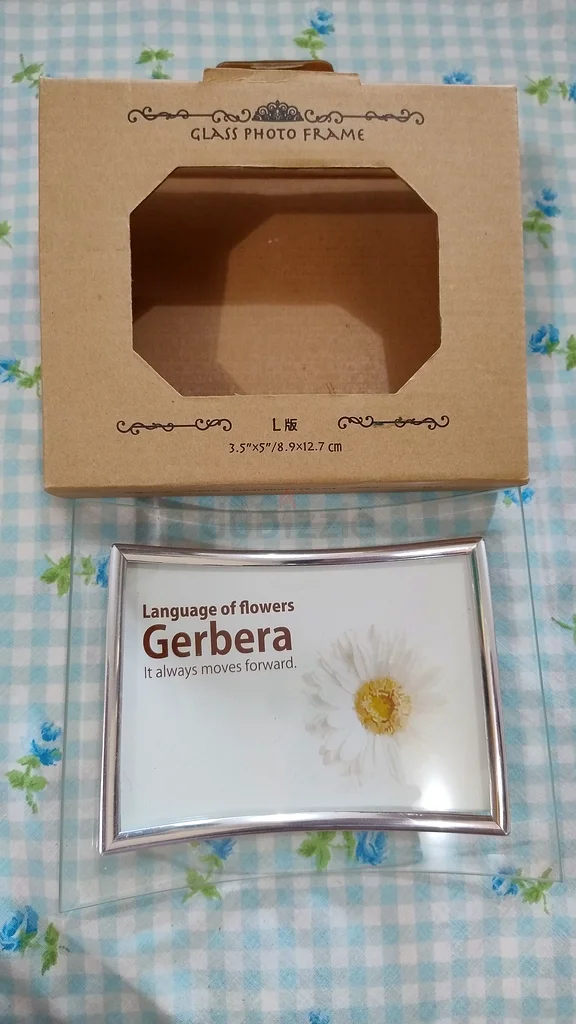 GLASS PHOTO FRAME
L版
3.5"×5"/8.9×12.7 cm
dubizzle
Language of flowers
Gerbera
It always moves forward.